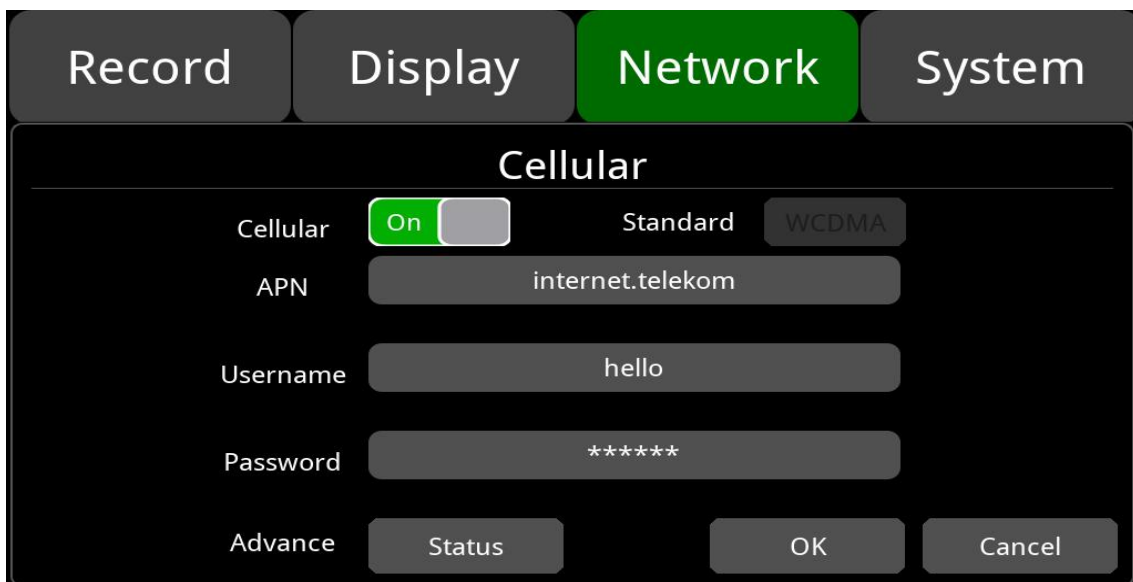 Record Display Network System
Cellular
Cellular On Standard WCDMA
APN internet.telekom
Username hello
Password ******
Advance Status OK Cancel